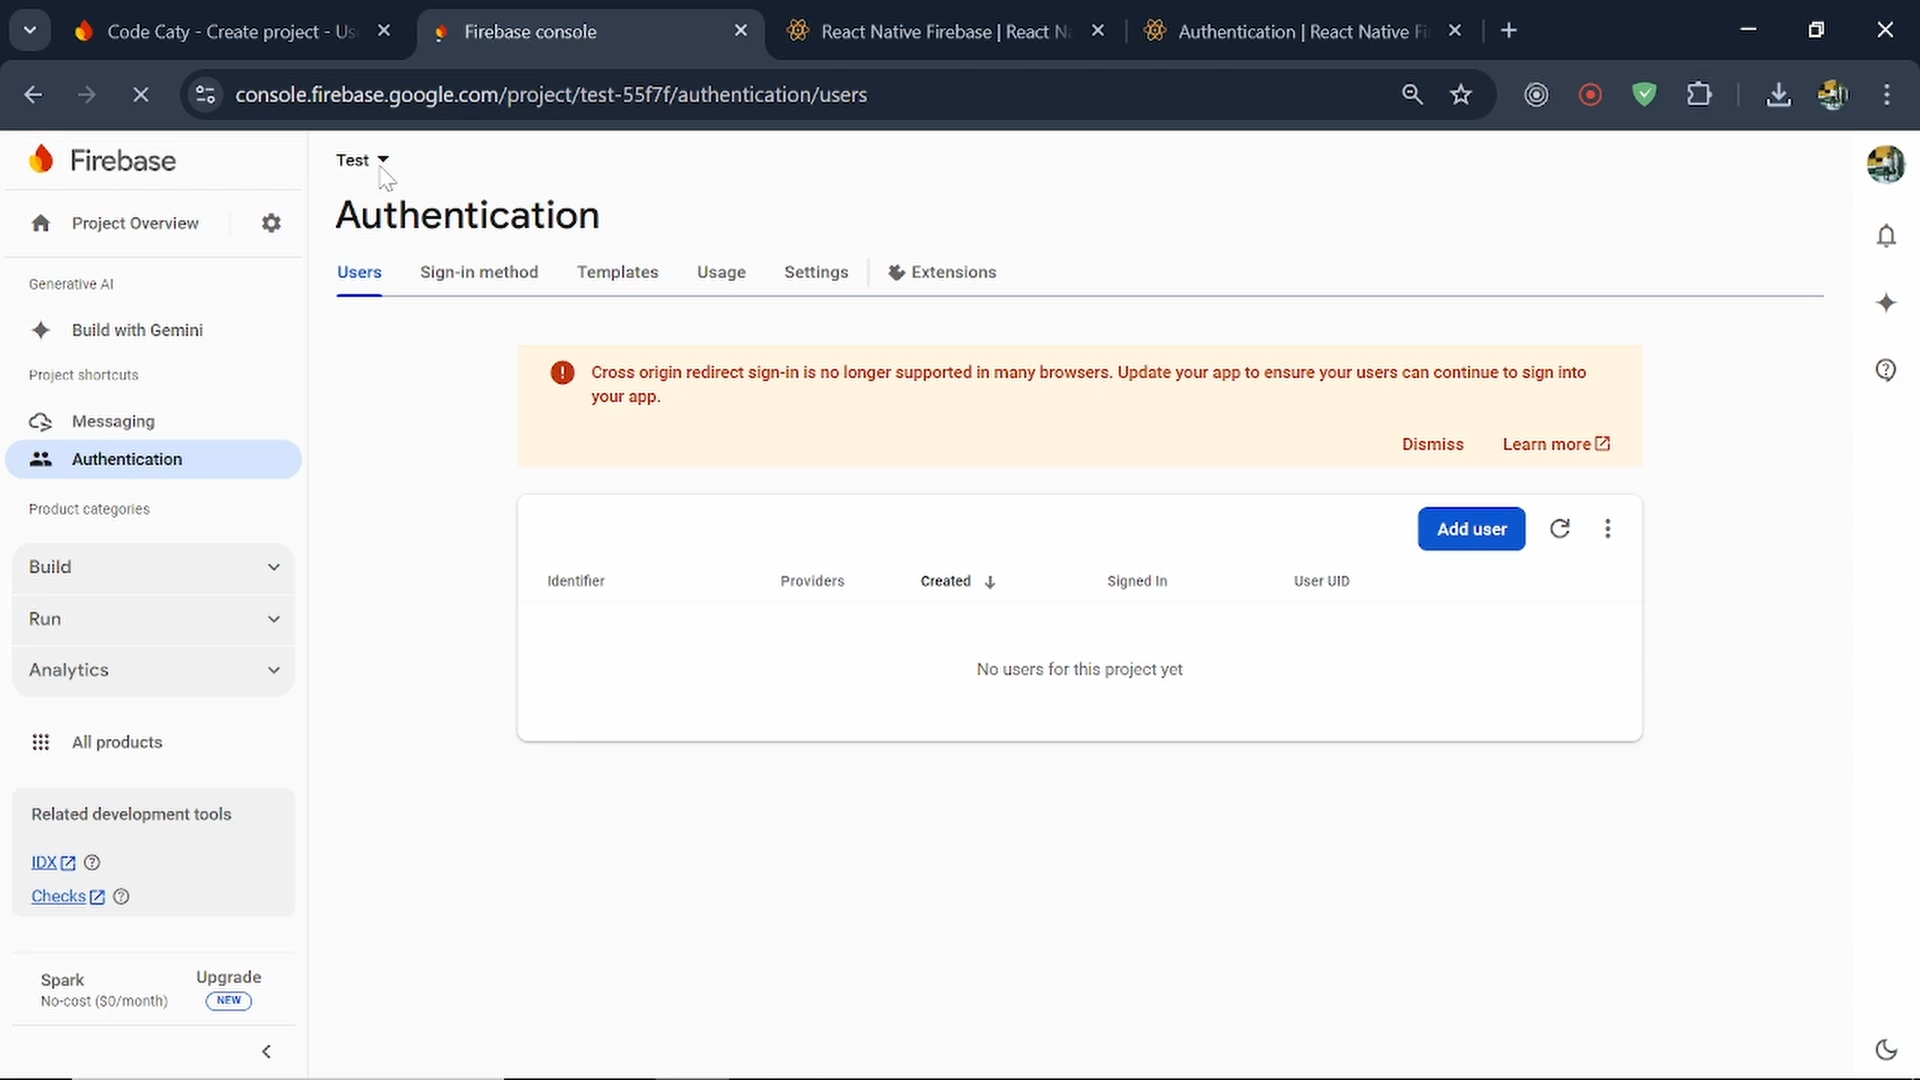 Code Caty - Create project - Us
Firebase console
React Native Firebase | React Na
Authentication | React Native Fi
console.firebase.google.com/project/test-55f7f/authentication/users
Firebase
Test
Project Overview
Authentication
Users
Sign-in method
Templates
Usage
Settings
Extensions
Generative AI
Build with Gemini
Project shortcuts
Messaging
Authentication
Product categories
Build
Run
Analytics
All products
Related development tools
IDX
Checks
Spark
No-cost ($0/month)
Upgrade
NEW
Cross origin redirect sign-in is no longer supported in many browsers. Update your app to ensure your users can continue to sign into
your app.
Dismiss
Learn more
Add user
Identifier
Providers
Created
Signed In
User UID
No users for this project yet